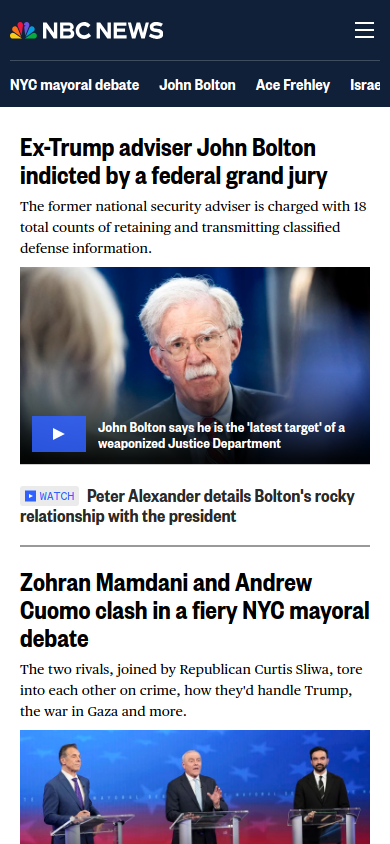 NBC NEWS
NYC mayoral debate John Bolton Ace Frehley Israe
Ex-Trump adviser John Bolton
indicted by a federal grand jury
The former national security adviser is charged with 18
total counts of retaining and transmitting classified
defense information.
John Bolton says he is the 'latest target' of a
weaponized Justice Department
WATCH Peter Alexander details Bolton's rocky
relationship with the president
Zohran Mamdani and Andrew
Cuomo clash in a fiery NYC mayoral
debate
The two rivals, joined by Republican Curtis Sliwa, tore
into each other on crime, how they'd handle Trump,
the war in Gaza and more.